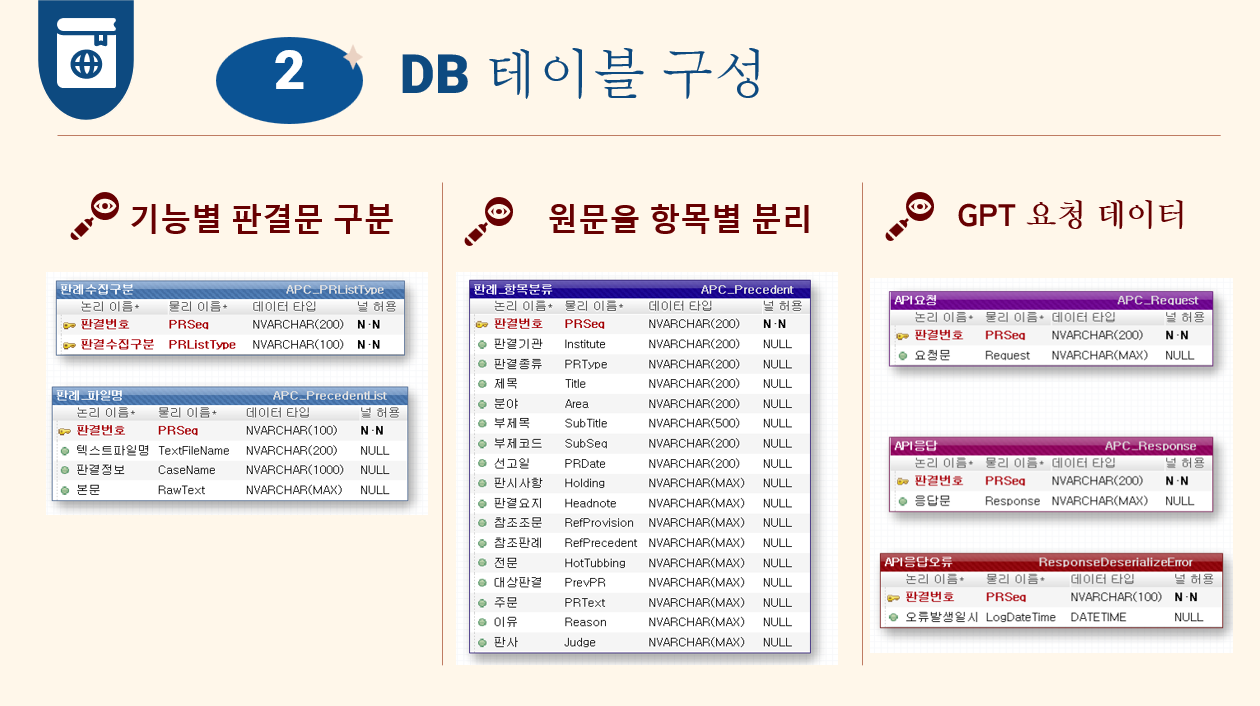 2
DB 테이블 구성
기능별 판결문 구분
판례수집구분 APC_PRListType
논리 이름* 물리 이름* 데이터 타입 널 허용
판결번호 PRSeq NVARCHAR(200) N·N
판결수집구분 PRListType NVARCHAR(100) N·N
판례_파일명 APC_PrecedentList
논리 이름* 물리 이름* 데이터 타입 널 허용
판결번호 PRSeq NVARCHAR(100) N·N
텍스트파일명 TextFileName NVARCHAR(200) NULL
판결정보 CaseName NVARCHAR(1000) NULL
본문 RawText NVARCHAR(MAX) NULL
원문을 항목별 분리
판례_항목분류 APC_Precedent
논리 이름* 물리 이름* 데이터 타입 널 허용
판결번호 PRSeq NVARCHAR(200) N·N
판결기관 Institute NVARCHAR(200) NULL
판결종류 PRType NVARCHAR(200) NULL
제목 Title NVARCHAR(200) NULL
분야 Area NVARCHAR(200) NULL
부제목 SubTitle NVARCHAR(500) NULL
부제코드 SubSeq NVARCHAR(200) NULL
선고일 PRDate NVARCHAR(200) NULL
판시사항 Holding NVARCHAR(MAX) NULL
판결요지 Headnote NVARCHAR(MAX) NULL
참조조문 RefProvision NVARCHAR(MAX) NULL
참조판례 RefPrecedent NVARCHAR(MAX) NULL
전문 HotTubbing NVARCHAR(MAX) NULL
대상판결 PrevPR NVARCHAR(MAX) NULL
주문 PRText NVARCHAR(MAX) NULL
이유 Reason NVARCHAR(MAX) NULL
판사 Judge NVARCHAR(MAX) NULL
GPT 요청 데이터
API요청 APC_Request
논리 이름* 물리 이름* 데이터 타입 널 허용
판결번호 PRSeq NVARCHAR(200) N·N
요청문 Request NVARCHAR(MAX) NULL
API응답 APC_Response
논리 이름* 물리 이름* 데이터 타입 널 허용
판결번호 PRSeq NVARCHAR(200) N·N
응답문 Response NVARCHAR(MAX) NULL
API응답오류 ResponseDeserializeError
논리 이름* 물리 이름* 데이터 타입 널 허용
판결번호 PRSeq NVARCHAR(100) N·N
오류발생일시 LogDateTime DATETIME NULL